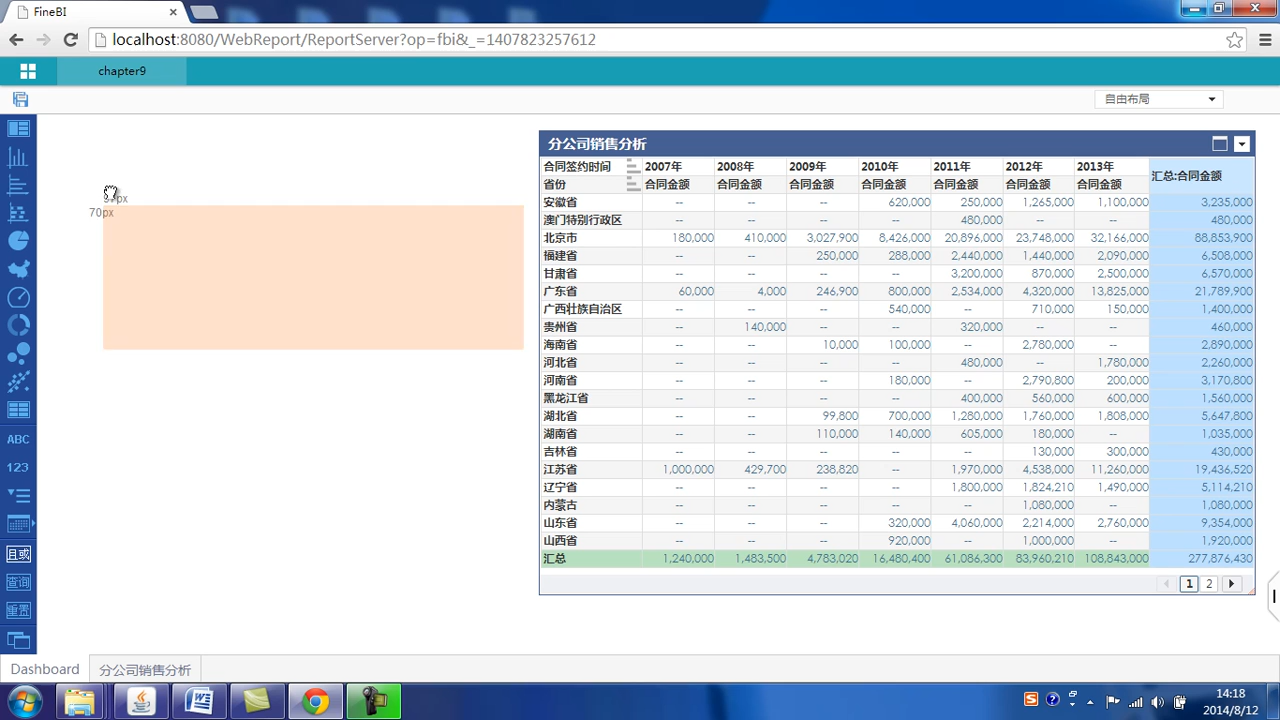 FineBI
localhost:8080/WebReport/ReportServer?op=fbi&_=1407823257612
chapter9
自由布局
70px
ABC
123
且或
查询
重置
分公司销售分析
合同签约时间 2007年 2008年 2009年 2010年 2011年 2012年 2013年 汇总:合同金额
省份 合同金额 合同金额 合同金额 合同金额 合同金额 合同金额 合同金额
安徽省 -- -- -- 620,000 250,000 1,265,000 1,100,000 3,235,000
澳门特别行政区 -- -- -- -- 480,000 -- -- 480,000
北京市 180,000 410,000 3,027,900 8,426,000 20,896,000 23,748,000 32,166,000 88,853,900
福建省 -- -- 250,000 288,000 2,440,000 1,440,000 2,090,000 6,508,000
甘肃省 -- -- -- -- 3,200,000 870,000 2,500,000 6,570,000
广东省 60,000 4,000 246,900 800,000 2,534,000 4,320,000 13,825,000 21,789,900
广西壮族自治区 -- -- -- 540,000 -- 710,000 150,000 1,400,000
贵州省 -- 140,000 -- -- 320,000 -- -- 460,000
海南省 -- -- 10,000 100,000 -- 2,780,000 -- 2,890,000
河北省 -- -- -- -- 480,000 -- 1,780,000 2,260,000
河南省 -- -- -- 180,000 -- 2,790,800 200,000 3,170,800
黑龙江省 -- -- -- -- 400,000 560,000 600,000 1,560,000
湖北省 -- -- 99,800 700,000 1,280,000 1,760,000 1,808,000 5,647,800
湖南省 -- -- 110,000 140,000 605,000 180,000 -- 1,035,000
吉林省 -- -- -- -- -- 130,000 300,000 430,000
江苏省 1,000,000 429,700 238,820 -- 1,970,000 4,538,000 11,260,000 19,436,520
辽宁省 -- -- -- -- 1,800,000 1,824,210 1,490,000 5,114,210
内蒙古 -- -- -- -- -- 1,080,000 -- 1,080,000
山东省 -- -- -- 320,000 4,060,000 2,214,000 2,760,000 9,354,000
山西省 -- -- -- 920,000 -- 1,000,000 -- 1,920,000
汇总 1,240,000 1,483,500 4,783,020 16,480,400 61,086,300 83,960,210 108,843,000 277,876,430
1 2
Dashboard 分公司销售分析
14:18
2014/8/12